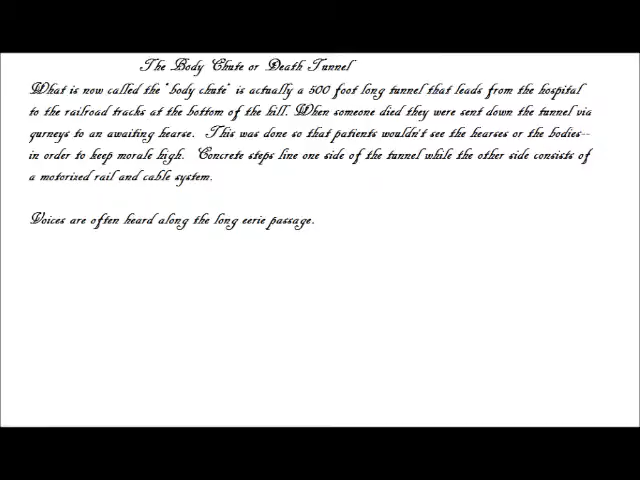 The Body Chute or Death Tunnel
What is now called the "body chute" is actually a 500 foot long tunnel that leads from the hospital
to the railroad tracks at the bottom of the hill. When someone died they were sent down the tunnel via
gurneys to an awaiting hearse. This was done so that patients wouldn't see the hearses or the bodies--
in order to keep morale high. Concrete steps line one side of the tunnel while the other side consists of
a motorized rail and cable system.
Voices are often heard along the long eerie passage.